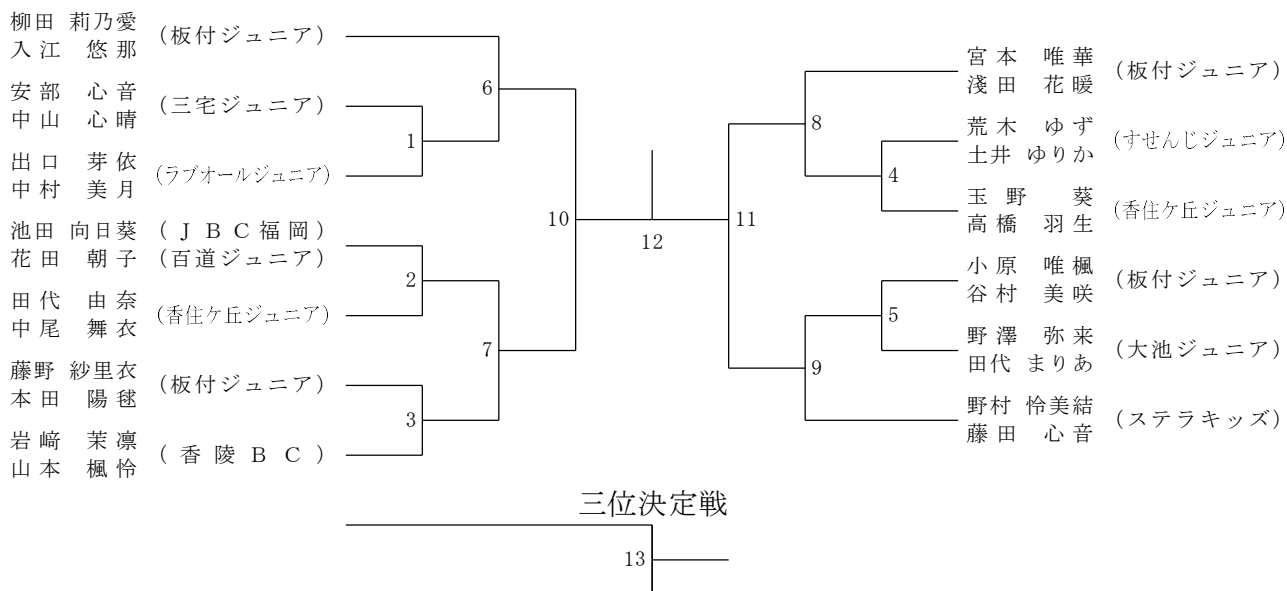 柳田 莉乃愛
入江 悠那 (板付ジュニア)
安部 心音
中山 心晴 (三宅ジュニア)
出口 芽依
中村 美月 (ラブオールジュニア)
池田 向日葵 (JBC福岡)
花田 朝子 (百道ジュニア)
田代 由奈
中尾 舞衣 (香住ケ丘ジュニア)
藤野 紗里衣
本田 陽毬 (板付ジュニア)
岩﨑 茉凛
山本 楓怜 (香陵BC)
6
1
2
7
3
10
12
11
8
4
5
9
宮本 唯華
淺田 花暖 (板付ジュニア)
荒木 ゆず
土井 ゆりか (すせんじジュニア)
玉野 葵
高橋 羽生 (香住ケ丘ジュニア)
小原 唯楓
谷村 美咲 (板付ジュニア)
野澤 弥来
田代 まりあ (大池ジュニア)
野村 怜美結
藤田 心音 (ステラキッズ)
三位決定戦
13